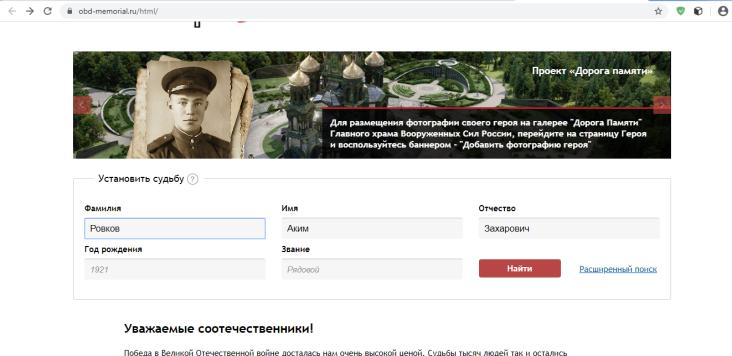 obd-memorial.ru/html/
Проект «Дорога памяти»
Для размещения фотографии своего героя на галерее "Дорога Памяти"
Главного храма Вооруженных Сил России, перейдите на страницу Героя
и воспользуйтесь баннером - "Добавить фотографию героя"
Установить судьбу ?
Фамилия Имя Отчество
Ровков Аким Захарович
Год рождения Звание
1921 Рядовой Найти Расширенный поиск
Уважаемые соотечественники!
Победа в Великой Отечественной войне досталась нам очень высокой ценой. Судьбы тысяч людей так и остались